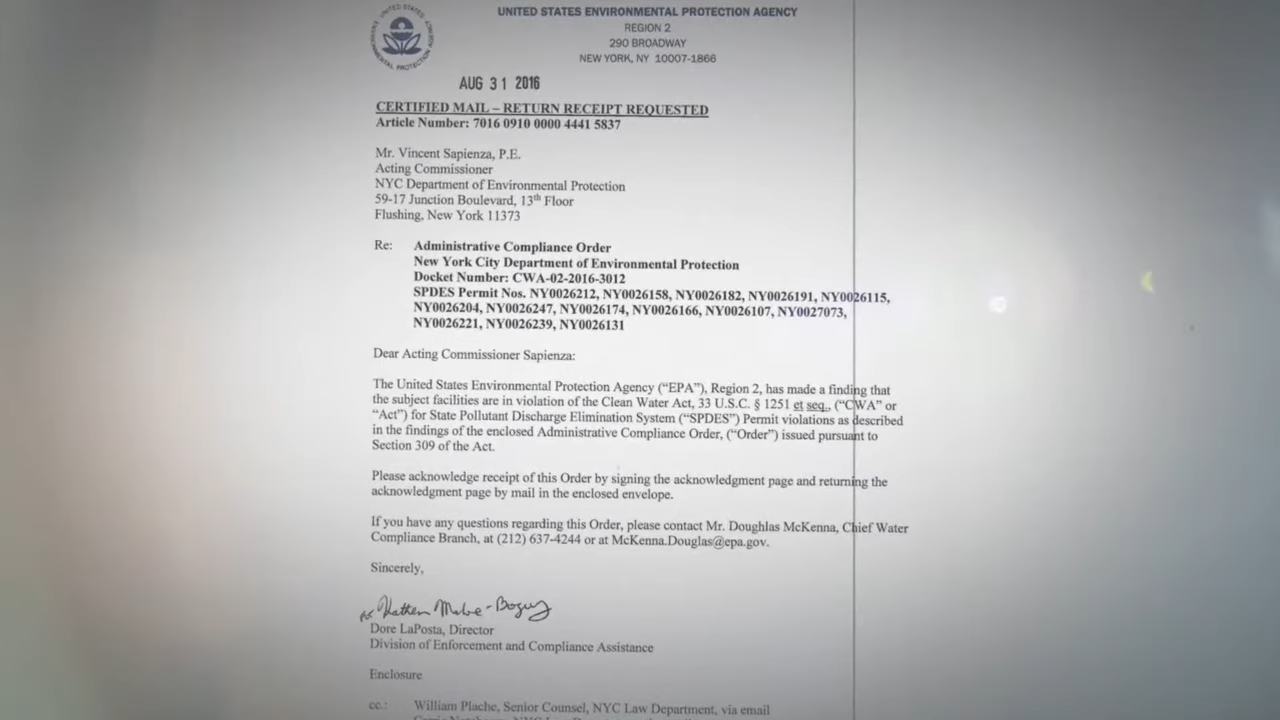 UNITED STATES ENVIRONMENTAL PROTECTION AGENCY
REGION 2
290 BROADWAY
NEW YORK, NY 10007-1866
AUG 31 2016
CERTIFIED MAIL – RETURN RECEIPT REQUESTED
Article Number: 7016 0910 0000 4441 5837
Mr. Vincent Sapienza, P.E.
Acting Commissioner
NYC Department of Environmental Protection
59-17 Junction Boulevard, 13th Floor
Flushing, New York 11373
Re: Administrative Compliance Order
New York City Department of Environmental Protection
Docket Number: CWA-02-2016-3012
SPDES Permit Nos. NY0026212, NY0026158, NY0026182, NY0026191, NY0026115,
NY0026204, NY0026247, NY0026174, NY0026166, NY0026107, NY0027073,
NY0026221, NY0026239, NY0026131
Dear Acting Commissioner Sapienza:
The United States Environmental Protection Agency (“EPA”), Region 2, has made a finding that
the subject facilities are in violation of the Clean Water Act, 33 U.S.C. § 1251 et seq., (“CWA” or
“Act”) for State Pollutant Discharge Elimination System (“SPDES”) Permit violations as described
in the findings of the enclosed Administrative Compliance Order, (“Order”) issued pursuant to
Section 309 of the Act.
Please acknowledge receipt of this Order by signing the acknowledgment page and returning the
acknowledgment page by mail in the enclosed envelope.
If you have any questions regarding this Order, please contact Mr. Doughlas McKenna, Chief Water
Compliance Branch, at (212) 637-4244 or at McKenna.Douglas@epa.gov.
Sincerely,
Dore LaPosta, Director
Division of Enforcement and Compliance Assistance
Enclosure
cc.: William Plache, Senior Counsel, NYC Law Department, via email